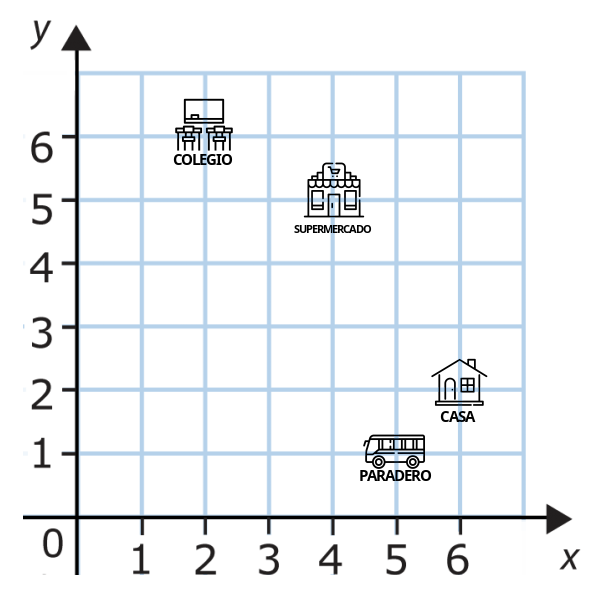 y
COLEGIO
6
5
SUPERMERCADO
4
3
2
CASA
1
PARADERO
0
1 2 3 4 5 6
x